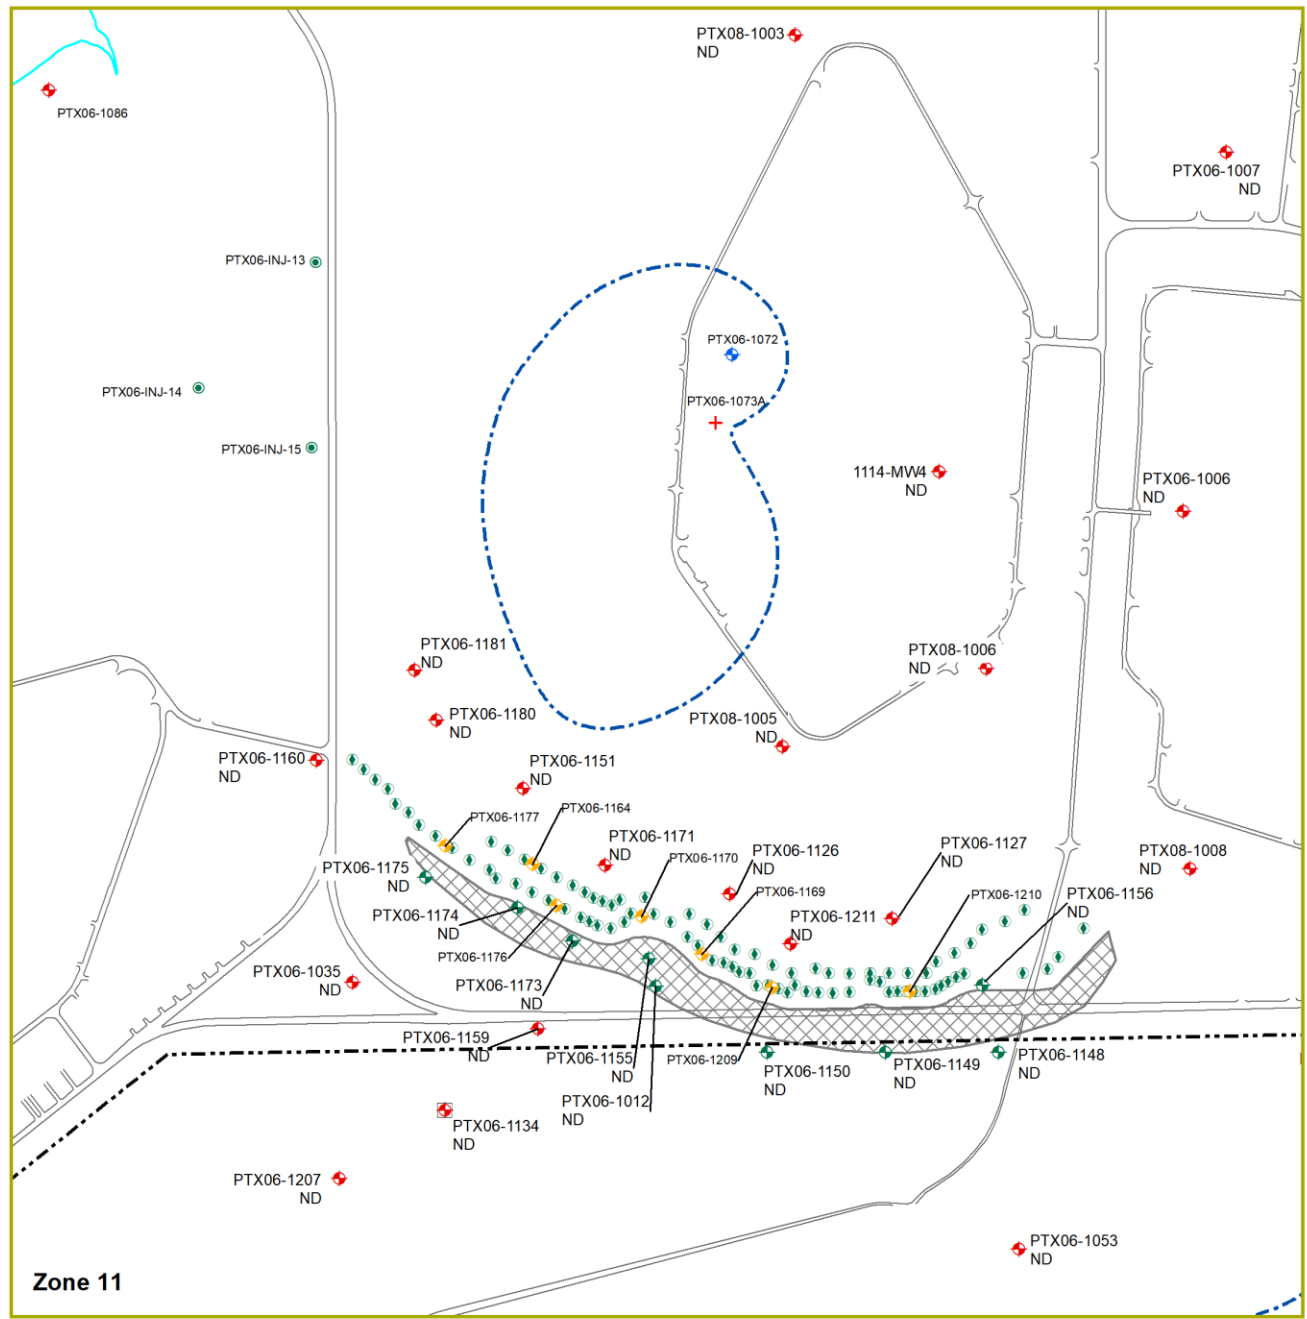 PTX08-1003
ND
PTX06-1086
PTX06-1007
ND
PTX06-INJ-13
PTX06-1072
PTX06-INJ-14
PTX06-1073A
PTX06-INJ-15
1114-MW4
ND
PTX06-1006
ND
PTX06-1181
ND
PTX08-1006
ND
PTX06-1180
ND
PTX08-1005
ND
PTX06-1160
ND
PTX06-1151
ND
PTX06-1177
PTX06-1164
PTX06-1171
ND
PTX06-1170
PTX06-1126
ND
PTX06-1127
ND
PTX08-1008
ND
PTX06-1175
ND
PTX06-1169
PTX06-1210
PTX06-1156
ND
PTX06-1174
ND
PTX06-1211
ND
PTX06-1176
PTX06-1035
ND
PTX06-1173
ND
PTX06-1159
ND
PTX06-1155
ND
PTX06-1209
PTX06-1150
ND
PTX06-1149
ND
PTX06-1148
ND
PTX06-1012
ND
PTX06-1134
ND
PTX06-1207
ND
PTX06-1053
ND
Zone 11